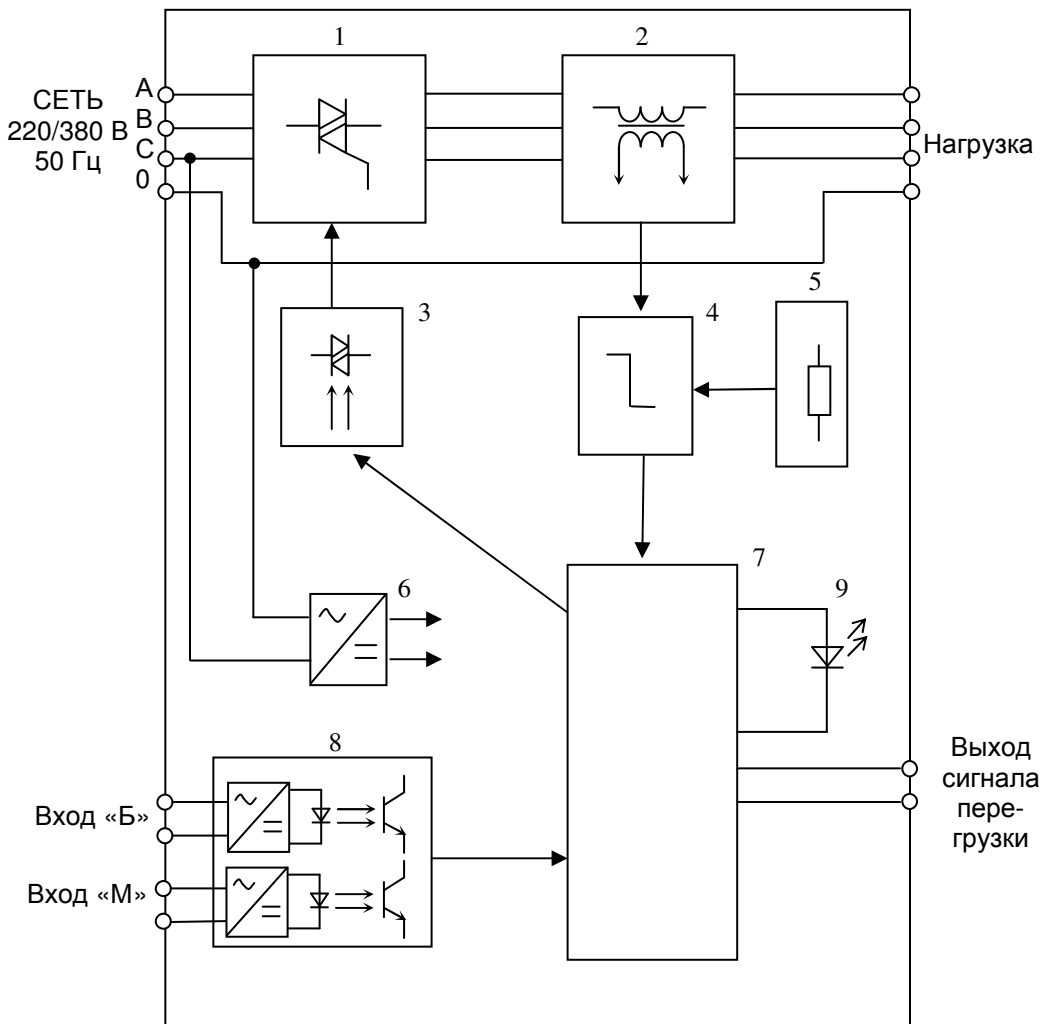 1
2
СЕТЬ
220/380 В
50 Гц
А
В
С
0
Нагрузка
3
4
5
6
7
9
8
Вход «Б»
Вход «М»
Выход
сигнала
пере-
грузки